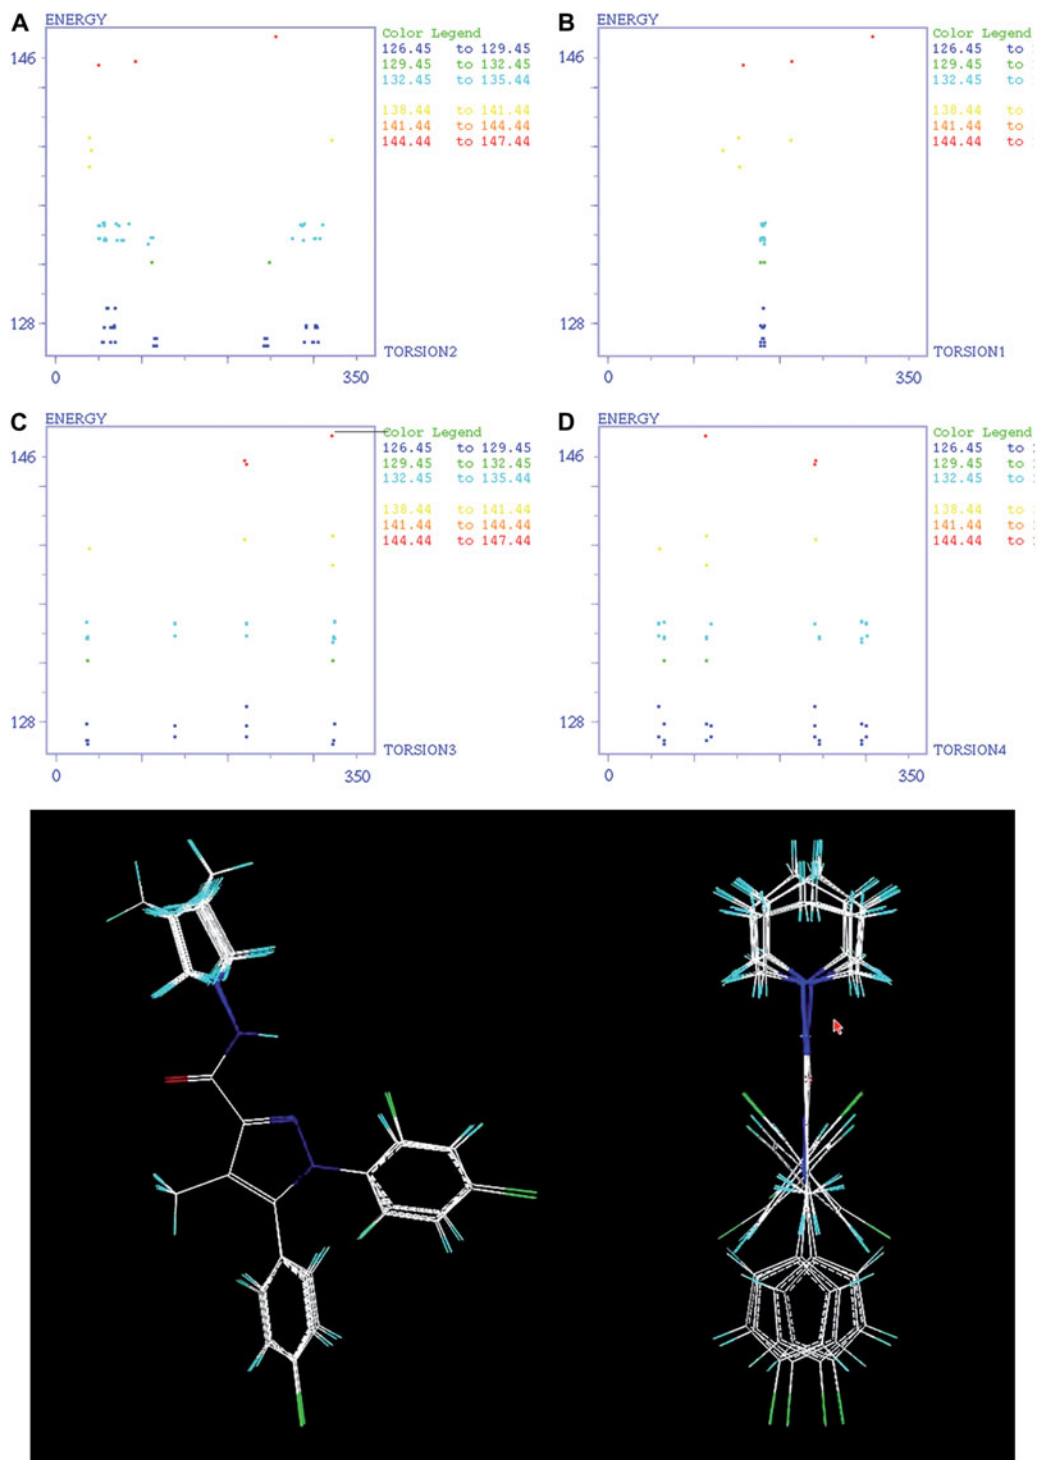 A
ENERGY
146
128
0
350
TORSION2
Color Legend
126.45 to 129.45
129.45 to 132.45
132.45 to 135.44
138.44 to 141.44
141.44 to 144.44
144.44 to 147.44
B
ENERGY
146
128
0
350
TORSION1
Color Legend
126.45 to
129.45 to
132.45 to
138.44 to
141.44 to
144.44 to
C
ENERGY
146
128
0
350
TORSION3
Color Legend
126.45 to 129.45
129.45 to 132.45
132.45 to 135.44
138.44 to 141.44
141.44 to 144.44
144.44 to 147.44
D
ENERGY
146
128
0
350
TORSION4
Color Legend
126.45 to
129.45 to
132.45 to
138.44 to
141.44 to
144.44 to